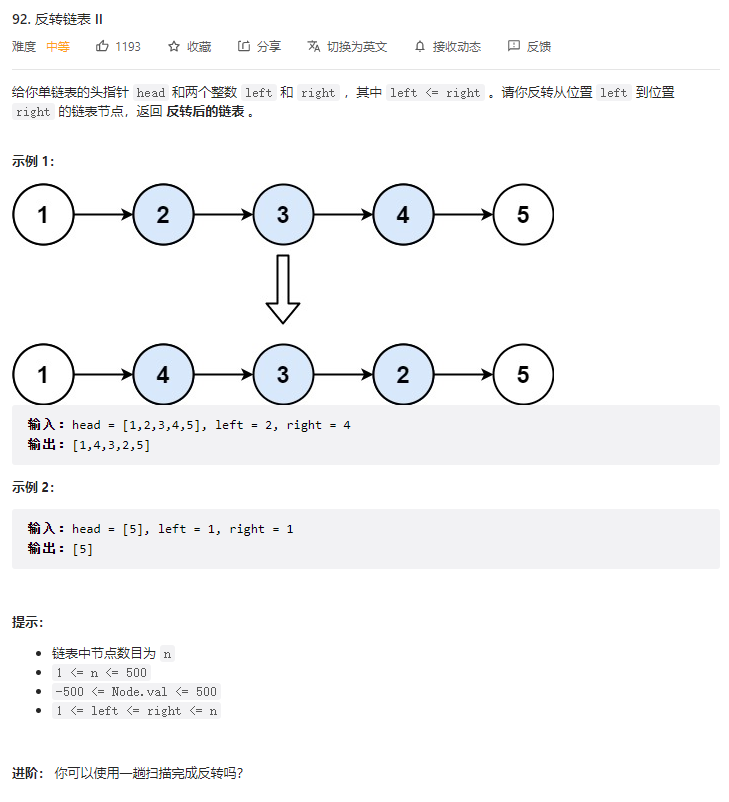 92. 反转链表 II
难度 中等 1193 收藏 分享 切换为英文 接收动态 反馈
给你单链表的头指针 head 和两个整数 left 和 right ，其中 left <= right 。请你反转从位置 left 到位置
right 的链表节点，返回 反转后的链表 。
示例 1：
1 2 3 4 5
1 4 3 2 5
输入：head = [1,2,3,4,5], left = 2, right = 4
输出：[1,4,3,2,5]
示例 2：
输入：head = [5], left = 1, right = 1
输出：[5]
提示：
链表中节点数目为 n
1 <= n <= 500
-500 <= Node.val <= 500
1 <= left <= right <= n
进阶： 你可以使用一趟扫描完成反转吗？